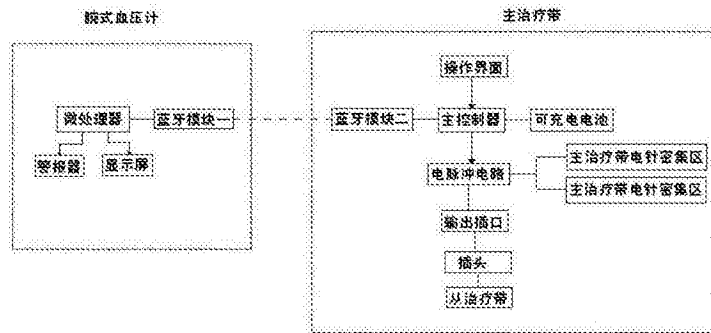 腕式血压计
主治疗带
操作界面
微处理器
蓝牙模块一
蓝牙模块二
主控制器
可充电电池
警报器
显示屏
电脉冲电路
主治疗带电针密集区
主治疗带电针密集区
输出插口
插头
从治疗带